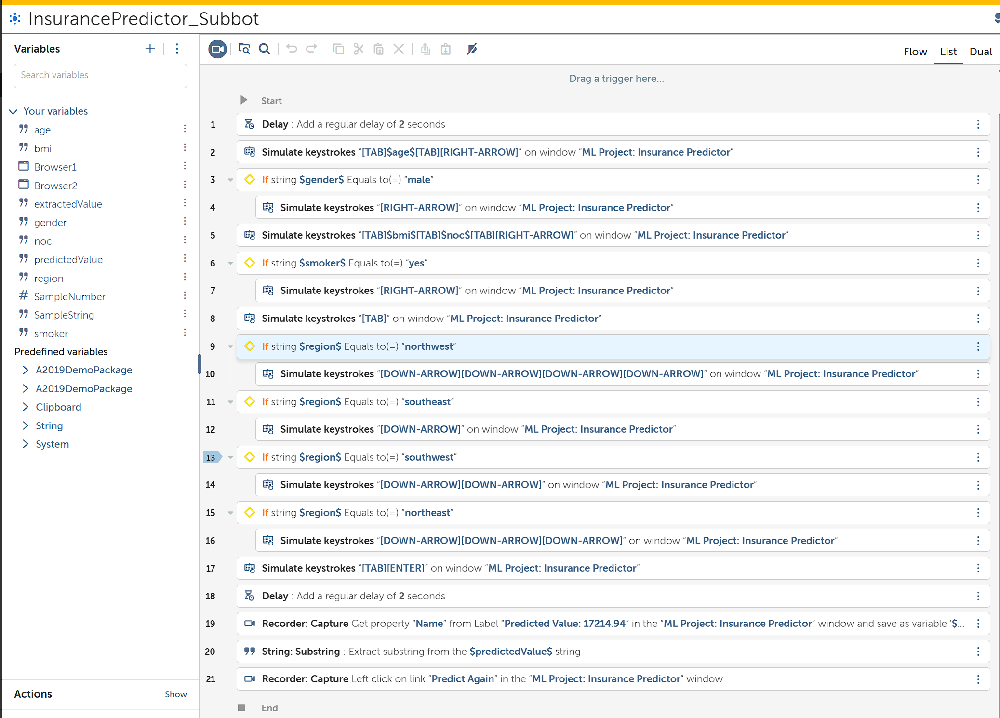 InsurancePredictor_Subbot
Variables
Search variables
Your variables
age
bmi
Browser1
Browser2
extractedValue
gender
noc
predictedValue
region
SampleNumber
SampleString
smoker
Predefined variables
A2019DemoPackage
A2019DemoPackage
Clipboard
String
System
Actions
Show
Flow
List
Dual
Drag a trigger here...
Start
1 Delay : Add a regular delay of 2 seconds
2 Simulate keystrokes “[TAB]$age$[TAB][RIGHT-ARROW]” on window “ML Project: Insurance Predictor”
3 If string $gender$ Equals to(=) “male”
4 Simulate keystrokes “[RIGHT-ARROW]” on window “ML Project: Insurance Predictor”
5 Simulate keystrokes “[TAB]$bmi$[TAB]$noc$[TAB][RIGHT-ARROW]” on window “ML Project: Insurance Predictor”
6 If string $smoker$ Equals to(=) “yes”
7 Simulate keystrokes “[RIGHT-ARROW]” on window “ML Project: Insurance Predictor”
8 Simulate keystrokes “[TAB]” on window “ML Project: Insurance Predictor”
9 If string $region$ Equals to(=) “northwest”
10 Simulate keystrokes “[DOWN-ARROW][DOWN-ARROW][DOWN-ARROW][DOWN-ARROW]” on window “ML Project: Insurance Predictor”
11 If string $region$ Equals to(=) “southeast”
12 Simulate keystrokes “[DOWN-ARROW]” on window “ML Project: Insurance Predictor”
13 If string $region$ Equals to(=) “southwest”
14 Simulate keystrokes “[DOWN-ARROW][DOWN-ARROW]” on window “ML Project: Insurance Predictor”
15 If string $region$ Equals to(=) “northeast”
16 Simulate keystrokes “[DOWN-ARROW][DOWN-ARROW][DOWN-ARROW]” on window “ML Project: Insurance Predictor”
17 Simulate keystrokes “[TAB][ENTER]” on window “ML Project: Insurance Predictor”
18 Delay : Add a regular delay of 2 seconds
19 Recorder: Capture Get property “Name” from Label “Predicted Value: 17214.94” in the “ML Project: Insurance Predictor” window and save as variable '$...
20 String: Substring : Extract substring from the $predictedValue$ string
21 Recorder: Capture Left click on link “Predict Again” in the “ML Project: Insurance Predictor” window
End